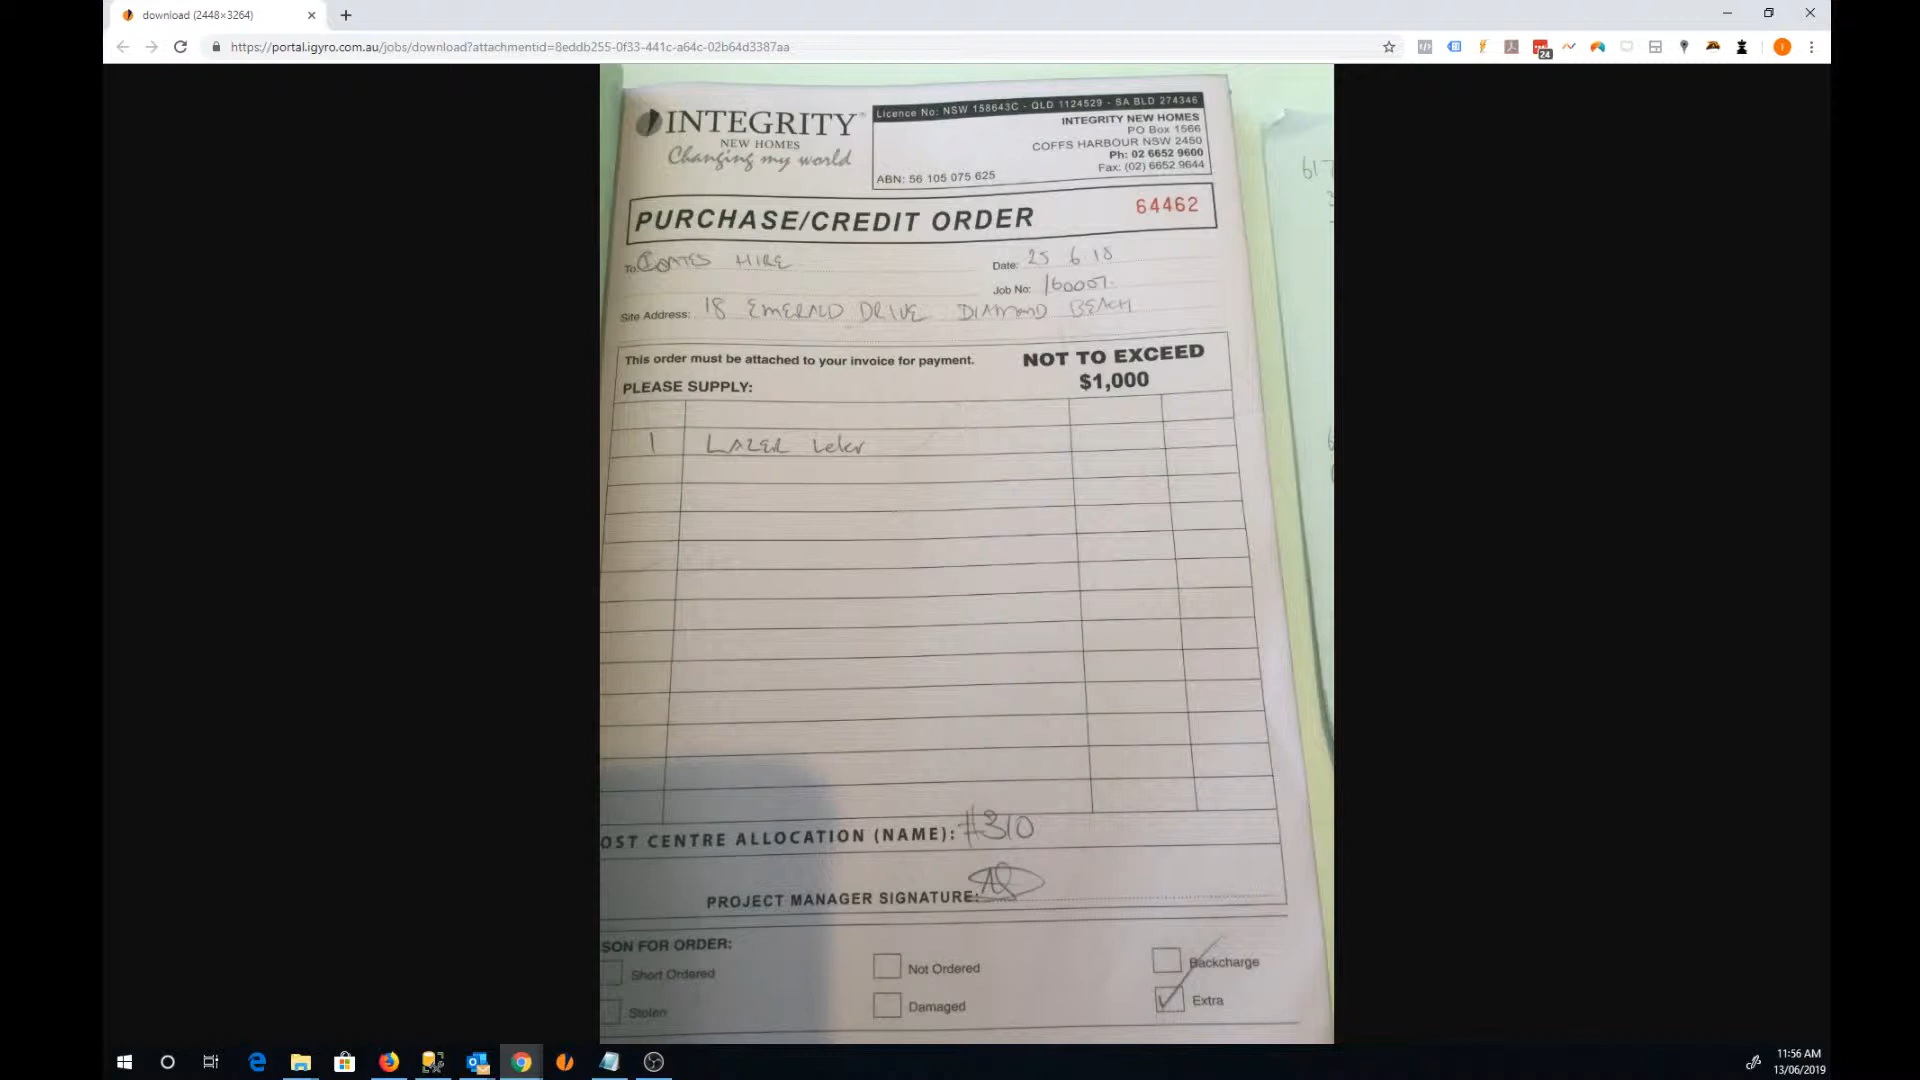 download (2448×3264)
https://portal.igyro.com.au/jobs/download?attachmentid=8eddb255-0f33-441c-a64c-02b64d3387aa
24
INTEGRITY
NEW HOMES
Changing my world
Licence No: NSW 158643C - QLD 1124529 - SA BLD 274346
INTEGRITY NEW HOMES
PO Box 1566
COFFS HARBOUR NSW 2450
Ph: 02 6652 9600
Fax: (02) 6652 9644
ABN: 56 105 075 625
PURCHASE/CREDIT ORDER 64462
To: COATES HIRE
Date: 25 6 18
Job No:
Site Address: 18 EMERALD DRIVE DIAMOND BEACH
This order must be attached to your invoice for payment.
NOT TO EXCEED
$1,000
PLEASE SUPPLY:
1 LAZER
OST CENTRE ALLOCATION (NAME): #310
PROJECT MANAGER SIGNATURE:
SON FOR ORDER:
Short Ordered Not Ordered Backcharge
Stolen Damaged Extra
11:56 AM
13/06/2019